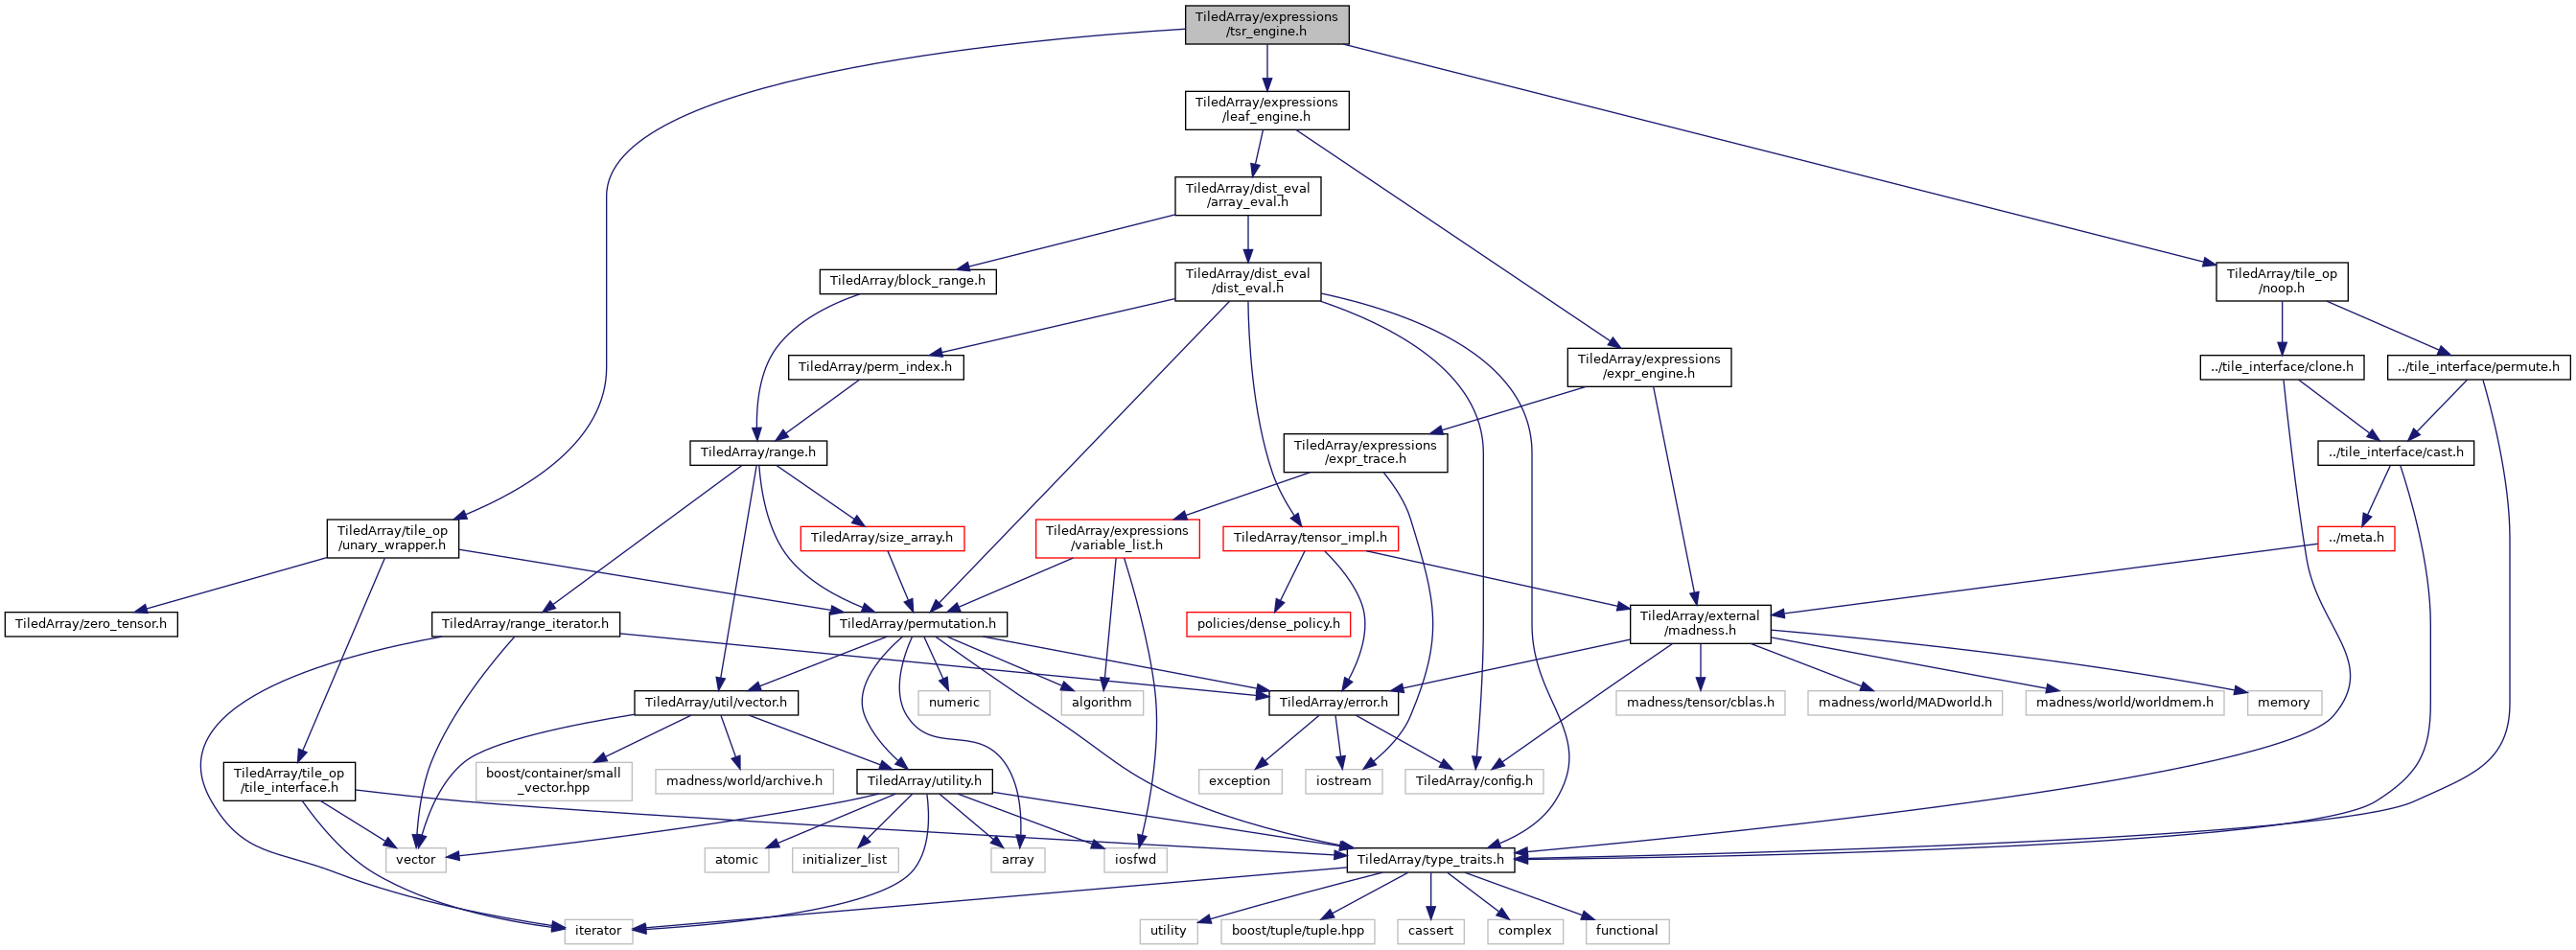 TiledArray/expressions
/tsr_engine.h
TiledArray/expressions
/leaf_engine.h
TiledArray/dist_eval
/array_eval.h
TiledArray/block_range.h
TiledArray/dist_eval
/dist_eval.h
TiledArray/tile_op
/noop.h
TiledArray/perm_index.h
TiledArray/expressions
/expr_engine.h
../tile_interface/clone.h
../tile_interface/permute.h
TiledArray/range.h
TiledArray/expressions
/expr_trace.h
../tile_interface/cast.h
TiledArray/tile_op
/unary_wrapper.h
TiledArray/size_array.h
TiledArray/expressions
/variable_list.h
TiledArray/tensor_impl.h
../meta.h
TiledArray/zero_tensor.h
TiledArray/range_iterator.h
TiledArray/permutation.h
policies/dense_policy.h
TiledArray/external
/madness.h
TiledArray/util/vector.h
numeric
algorithm
TiledArray/error.h
madness/tensor/cblas.h
madness/world/MADworld.h
madness/world/worldmem.h
memory
TiledArray/tile_op
/tile_interface.h
boost/container/small
_vector.hpp
madness/world/archive.h
TiledArray/utility.h
exception
iostream
TiledArray/config.h
vector
atomic
initializer_list
array
iosfwd
TiledArray/type_traits.h
iterator
utility
boost/tuple/tuple.hpp
cassert
complex
functional